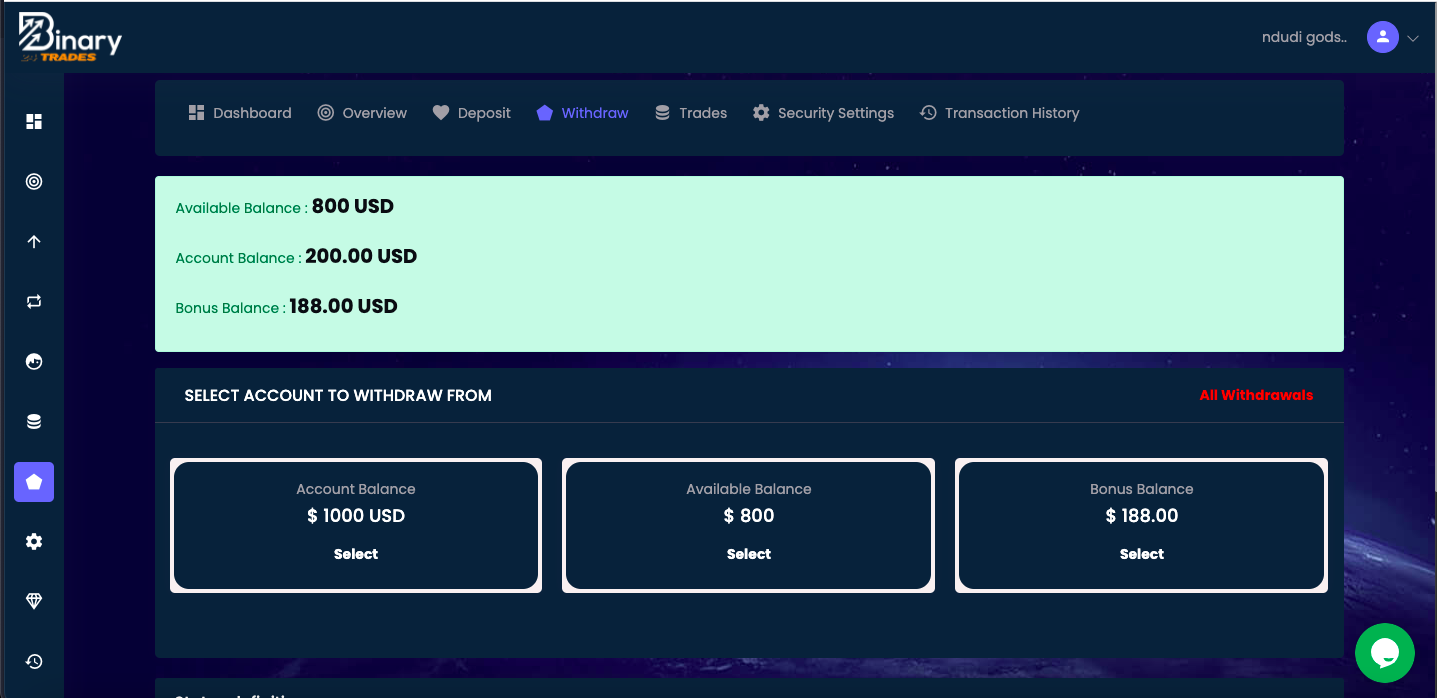 Binary
24 TRADES
ndudi gods..
Dashboard Overview Deposit Withdraw Trades Security Settings Transaction History
Available Balance : 800 USD
Account Balance : 200.00 USD
Bonus Balance : 188.00 USD
SELECT ACCOUNT TO WITHDRAW FROM
All Withdrawals
Account Balance
$ 1000 USD
Select
Available Balance
$ 800
Select
Bonus Balance
$ 188.00
Select